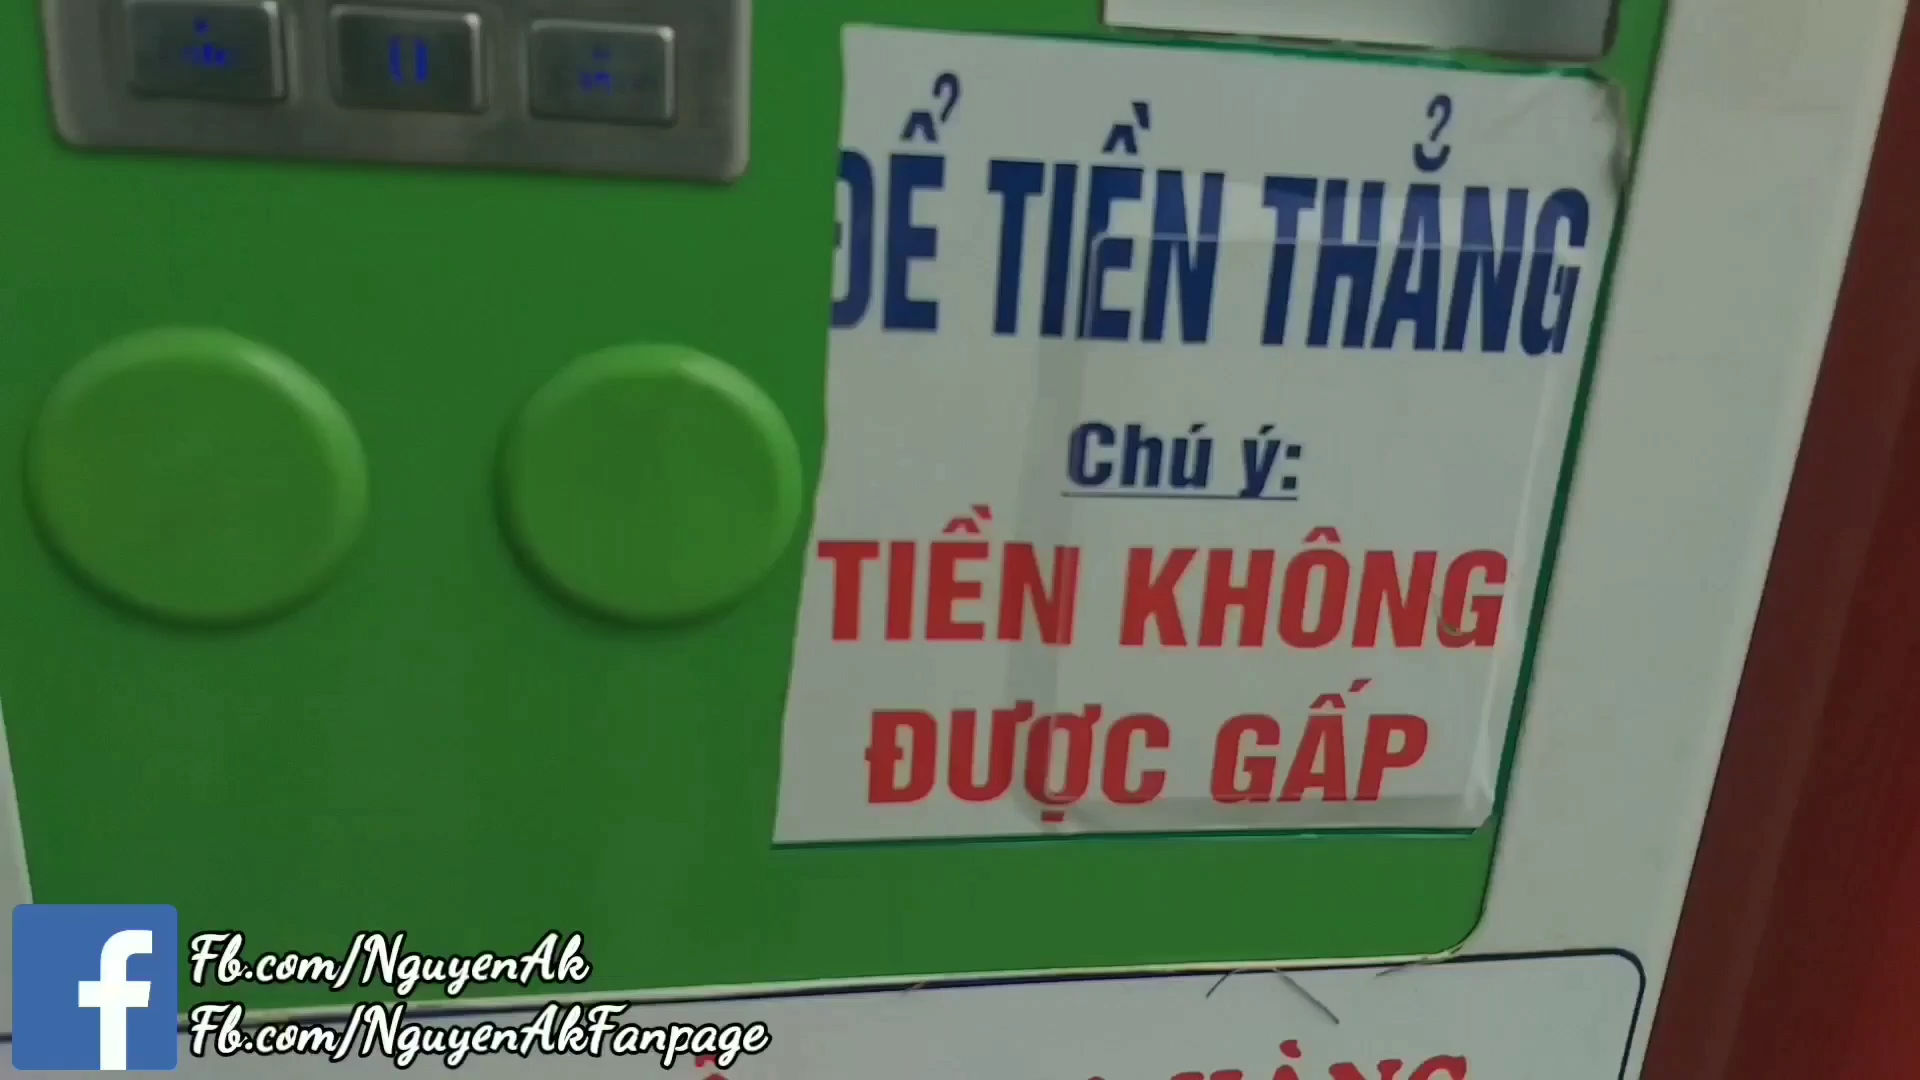 ĐỂ TIỀN THẲNG
Chú ý:
TIỀN KHÔNG
ĐƯỢC GẤP
Fb.com/NguyenAk
Fb.com/NguyenAkFanpage